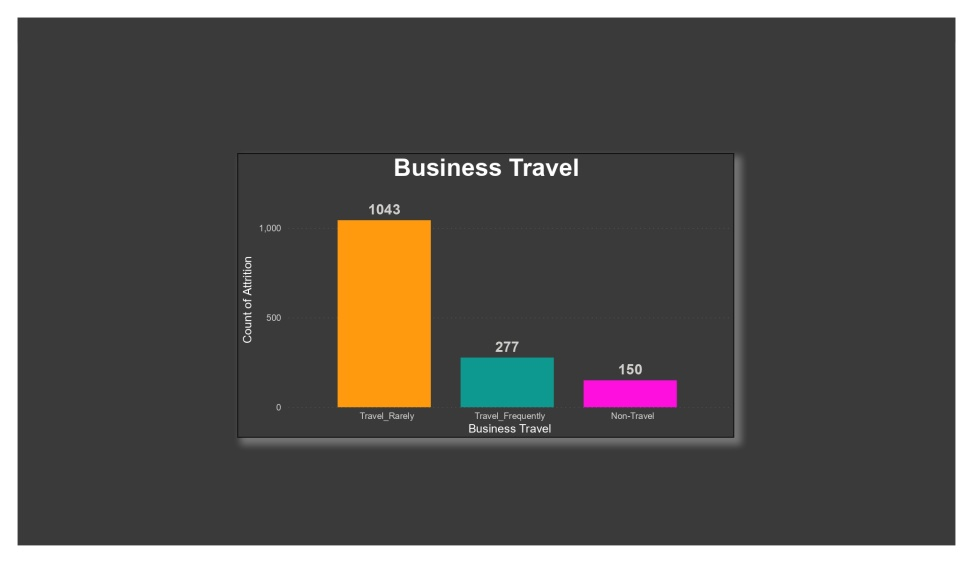 Business Travel
1043
1,000
Count of Attrition
500
277
150
0
Travel_Rarely
Travel_Frequently
Non-Travel
Business Travel